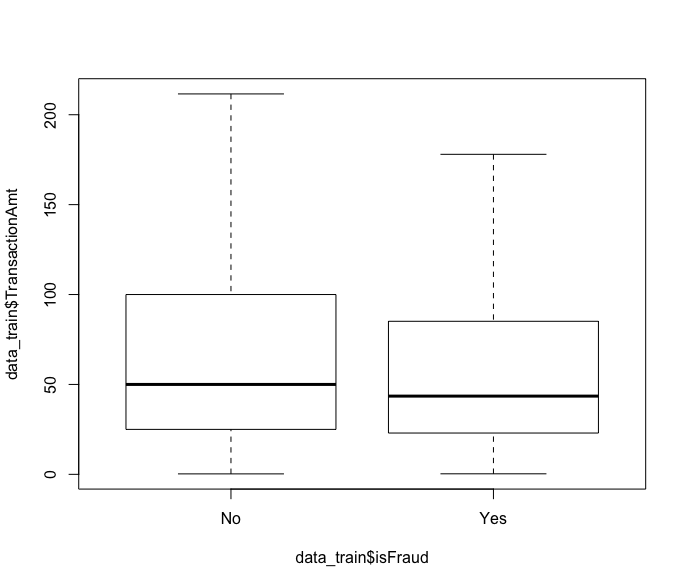 data_train$TransactionAmt
200
150
100
50
0
No
Yes
data_train$isFraud